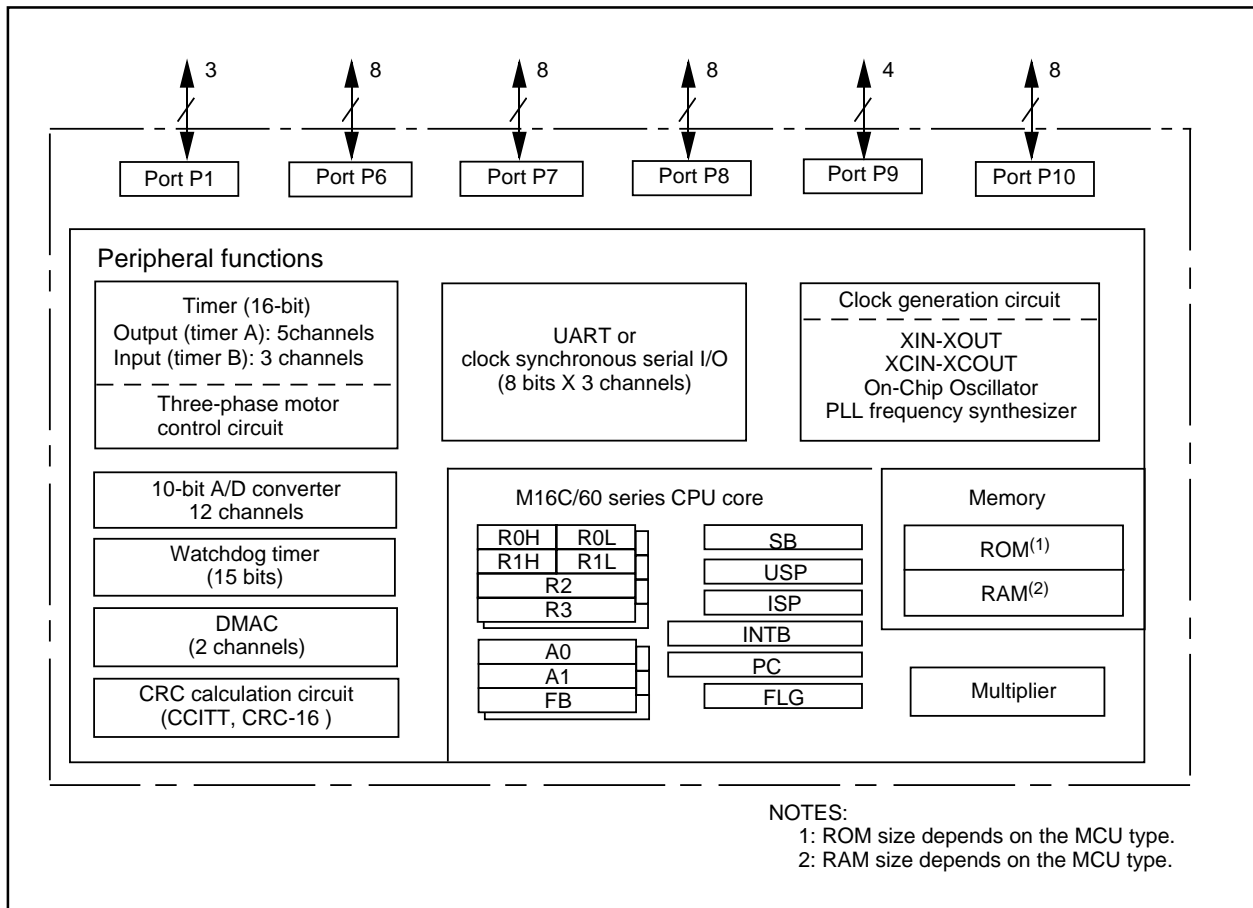 3
8
8
8
4
8
Port P1
Port P6
Port P7
Port P8
Port P9
Port P10
Peripheral functions
Timer (16-bit)
Output (timer A): 5channels
Input (timer B): 3 channels
Three-phase motor
control circuit
UART or
clock synchronous serial I/O
(8 bits X 3 channels)
Clock generation circuit
XIN-XOUT
XCIN-XCOUT
On-Chip Oscillator
PLL frequency synthesizer
10-bit A/D converter
12 channels
Watchdog timer
(15 bits)
DMAC
(2 channels)
CRC calculation circuit
(CCITT, CRC-16 )
M16C/60 series CPU core
R0H
R0L
R1H
R1L
R2
R3
A0
A1
FB
SB
USP
ISP
INTB
PC
FLG
Memory
ROM(1)
RAM(2)
Multiplier
NOTES:
1: ROM size depends on the MCU type.
2: RAM size depends on the MCU type.